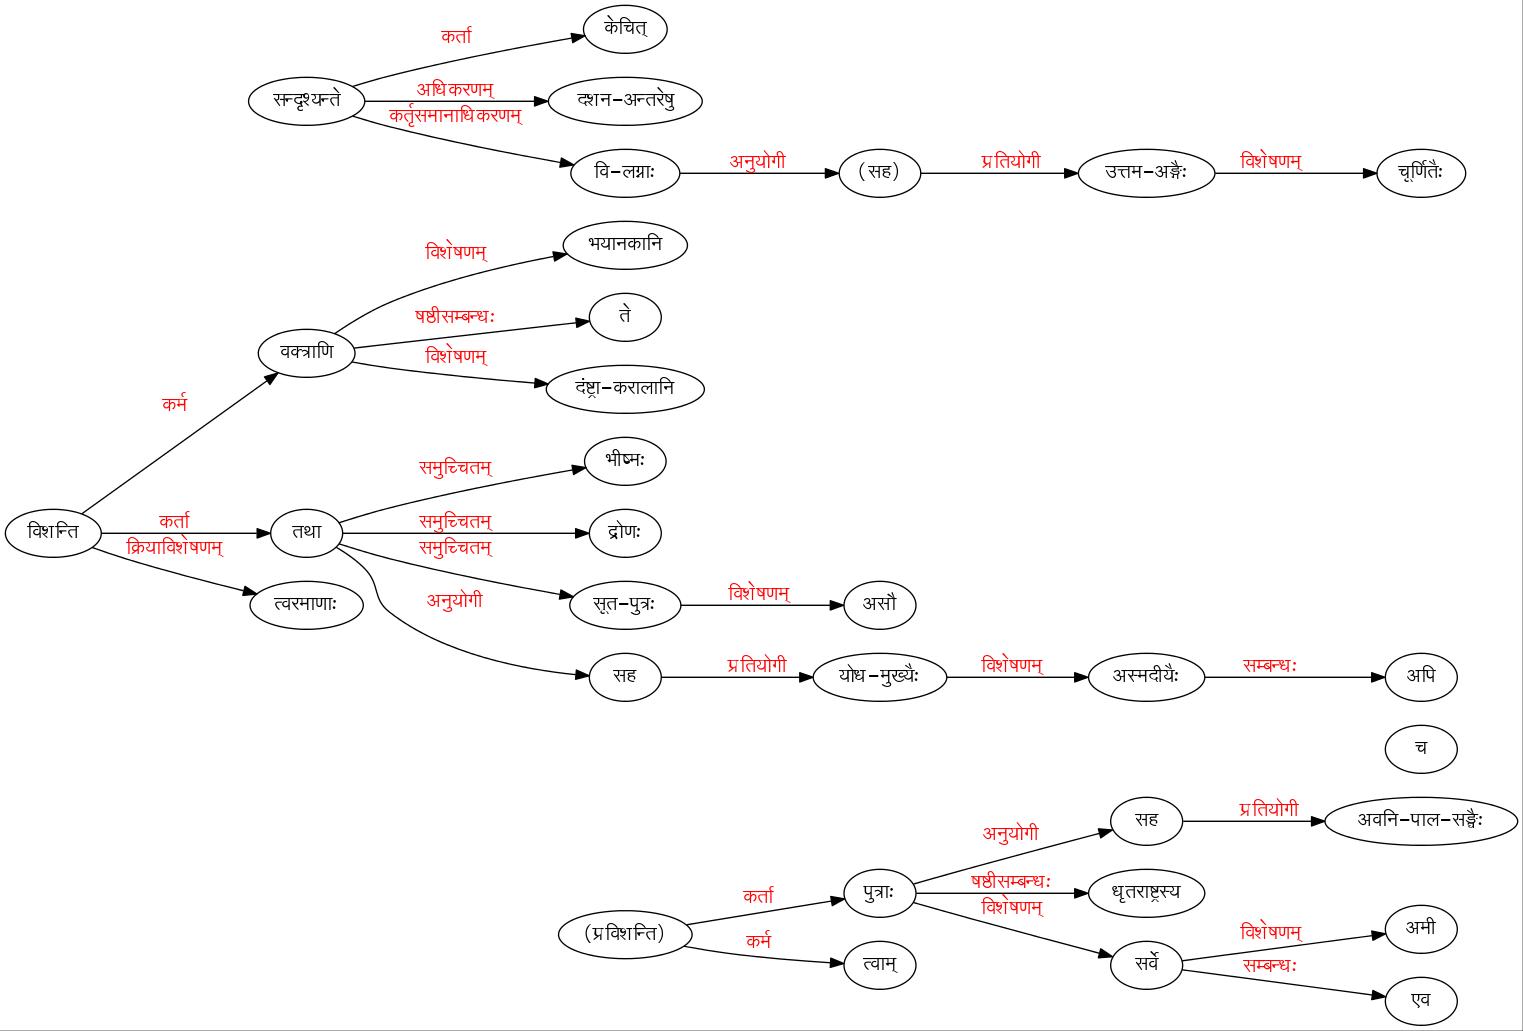 केचित्
कर्ता
सन्दृश्यन्ते
अधिकरणम्
दशन-अन्तरेषु
कर्तृसमानाधिकरणम्
वि-लग्नाः
अनुयोगी
(सह)
प्रतियोगी
उत्तम-अङ्गैः
विशेषणम्
चूर्णितैः
भयानकानि
विशेषणम्
षष्ठीसम्बन्धः
ते
वक्त्राणि
विशेषणम्
दंष्ट्रा-करालानि
कर्म
भीष्मः
समुच्चितम्
विशन्ति
कर्ता
तथा
समुच्चितम्
द्रोणः
क्रियाविशेषणम्
समुच्चितम्
त्वरमाणाः
अनुयोगी
सूत-पुत्रः
विशेषणम्
असौ
सह
प्रतियोगी
योध-मुख्यैः
विशेषणम्
अस्मदीयैः
सम्बन्धः
अपि
च
सह
प्रतियोगी
अवनि-पाल-सङ्घैः
अनुयोगी
कर्ता
पुत्राः
षष्ठीसम्बन्धः
धृतराष्ट्रस्य
विशेषणम्
(प्रविशन्ति)
कर्म
त्वाम्
सर्वे
विशेषणम्
अमी
सम्बन्धः
एव